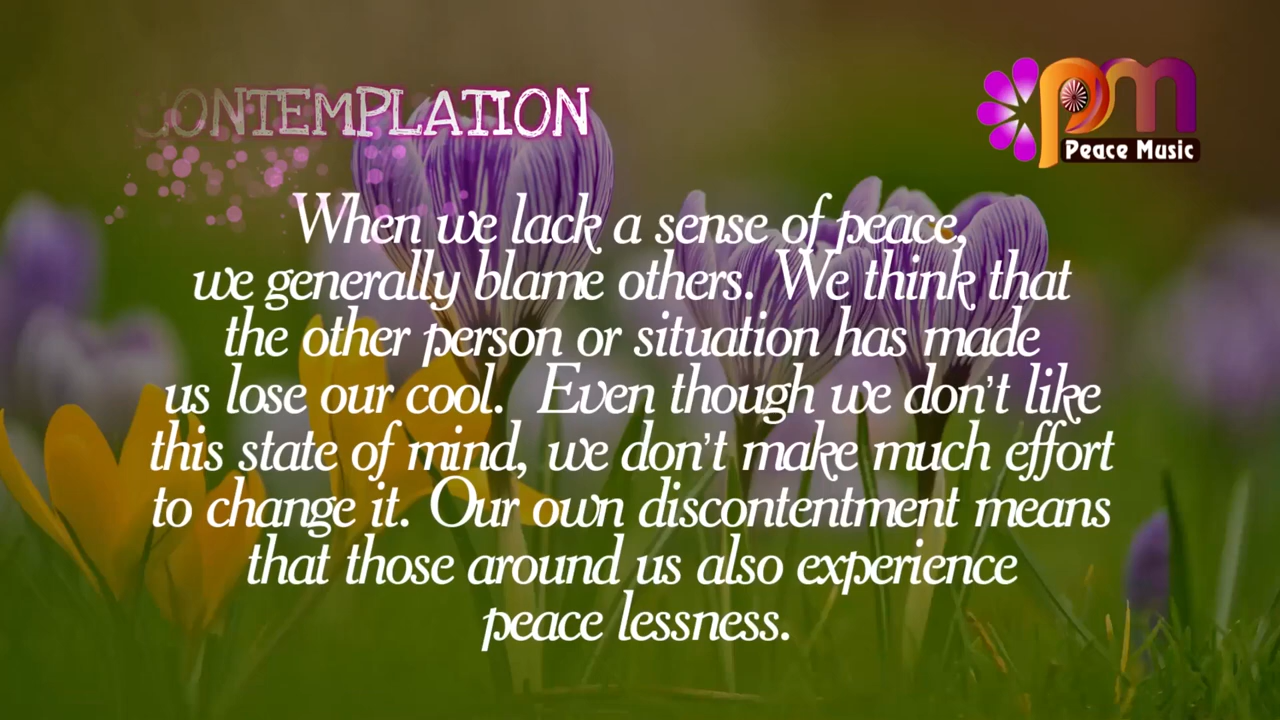 CONTEMPLATION
pm
Peace Music
When we lack a sense of peace,
we generally blame others. We think that
the other person or situation has made
us lose our cool. Even though we don't like
this state of mind, we don't make much effort
to change it. Our own discontentment means
that those around us also experience
peace lessness.